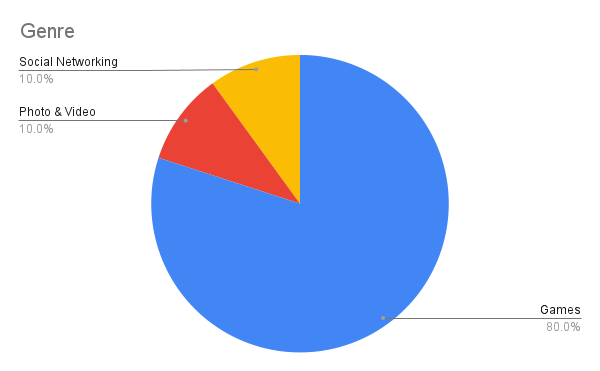 Genre
Social Networking
10.0%
Photo & Video
10.0%
Games
80.0%